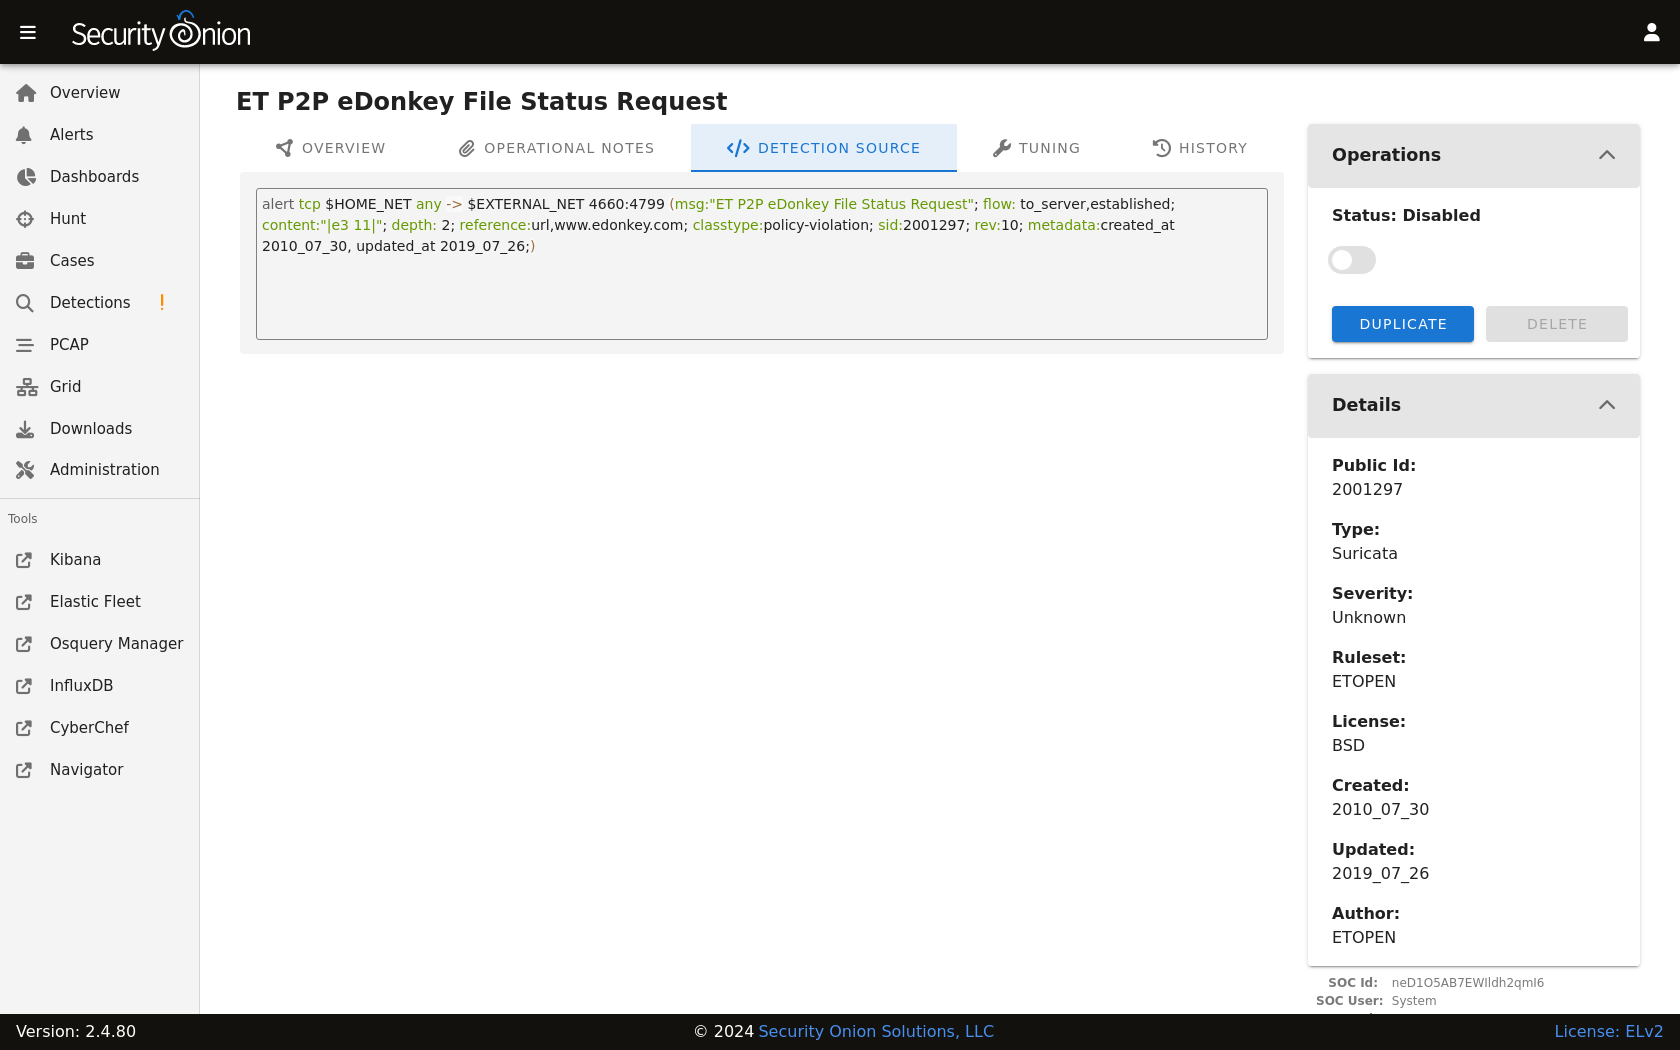 Security Onion
Overview
Alerts
Dashboards
Hunt
Cases
Detections !
PCAP
Grid
Downloads
Administration
Tools
Kibana
Elastic Fleet
Osquery Manager
InfluxDB
CyberChef
Navigator
ET P2P eDonkey File Status Request
OVERVIEW
OPERATIONAL NOTES
DETECTION SOURCE
TUNING
HISTORY
alert tcp $HOME_NET any -> $EXTERNAL_NET 4660:4799 (msg:"ET P2P eDonkey File Status Request"; flow: to_server,established;
content:"|e3 11|"; depth: 2; reference:url,www.edonkey.com; classtype:policy-violation; sid:2001297; rev:10; metadata:created_at
2010_07_30, updated_at 2019_07_26;)
Operations
Status: Disabled
DUPLICATE
DELETE
Details
Public Id:
2001297
Type:
Suricata
Severity:
Unknown
Ruleset:
ETOPEN
License:
BSD
Created:
2010_07_30
Updated:
2019_07_26
Author:
ETOPEN
SOC Id:
SOC User: System
Version: 2.4.80
© 2024 Security Onion Solutions, LLC
License: ELv2